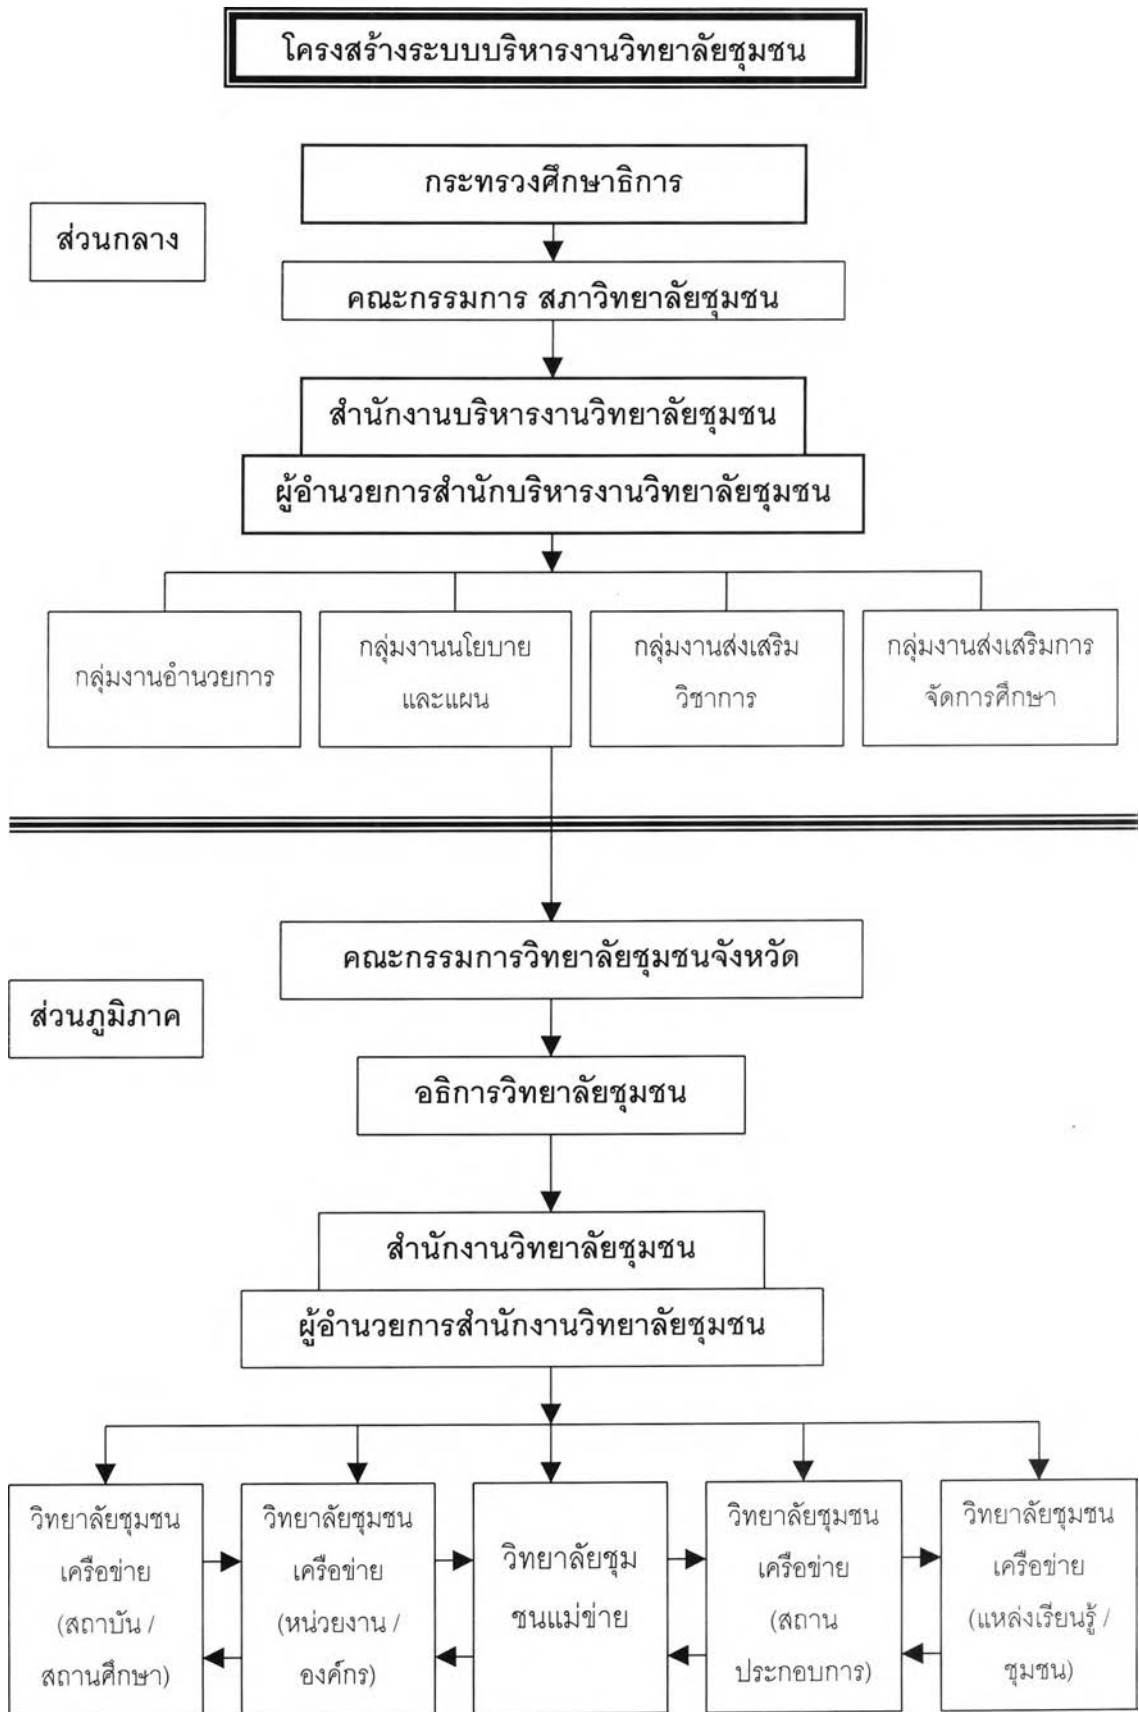 โครงสร้างระบบบริหารงานวิทยาลัยชุมชน
กระทรวงศึกษาธิการ
ส่วนกลาง
คณะกรรมการ สภาวิทยาลัยชุมชน
สำนักงานบริหารงานวิทยาลัยชุมชน
ผู้อำนวยการสำนักบริหารงานวิทยาลัยชุมชน
กลุ่มงานอำนวยการ
กลุ่มงานนโยบาย
และแผน
กลุ่มงานส่งเสริม
วิชาการ
กลุ่มงานส่งเสริมการ
จัดการศึกษา
คณะกรรมการวิทยาลัยชุมชนจังหวัด
ส่วนภูมิภาค
อธิการวิทยาลัยชุมชน
สำนักงานวิทยาลัยชุมชน
ผู้อำนวยการสำนักงานวิทยาลัยชุมชน
วิทยาลัยชุมชน
เครือข่าย
(สถาบัน /
สถานศึกษา)
วิทยาลัยชุมชน
เครือข่าย
(หน่วยงาน /
องค์กร)
วิทยาลัยชุม
ชนแม่ข่าย
วิทยาลัยชุมชน
เครือข่าย
(สถาน
ประกอบการ)
วิทยาลัยชุมชน
เครือข่าย
(แหล่งเรียนรู้ /
ชุมชน)